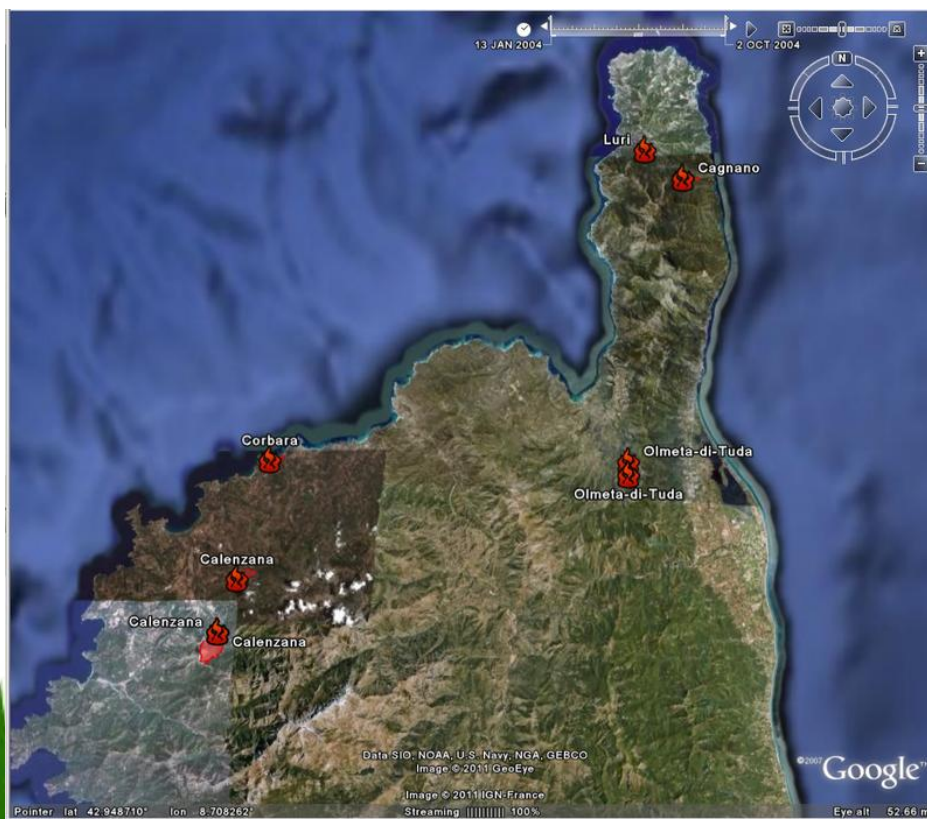 13 JAN 2004
2 OCT 2004
N
Luri
Cagnano
Corbara
Olmeta-di-Tuda
Olmeta-di-Tuda
Calenzana
Calenzana
Calenzana
Data SIO, NOAA, U.S. Navy, NGA, GEBCO
Image © 2011 GeoEye
©2007 Google™
Image © 2011 IGN-France
Pointer lat 42.948710° lon 8.708262° Streaming |||||||||| 100% Eye alt 52.66 m